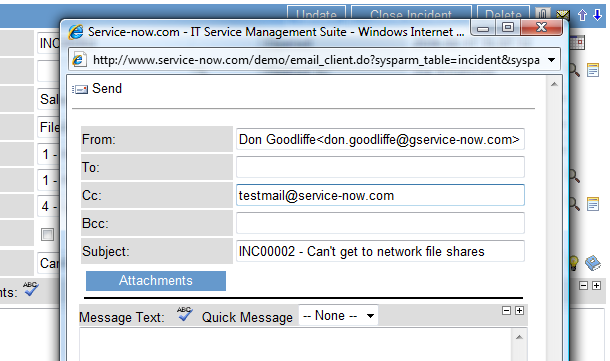 Update Close Incident Delete
Service-now.com - IT Service Management Suite - Windows Internet ...
http://www.service-now.com/demo/email_client.do?sysparm_table=incident&syspa
Send
From: Don Goodliffe<don.goodliffe@gservice-now.com>
To:
Cc: testmail@service-now.com
Bcc:
Subject: INC00002 - Can't get to network file shares
Attachments
Message Text: ABC Quick Message -- None --
INC
Sal
File
1 -
1 -
4 -
Can
nts: ABC